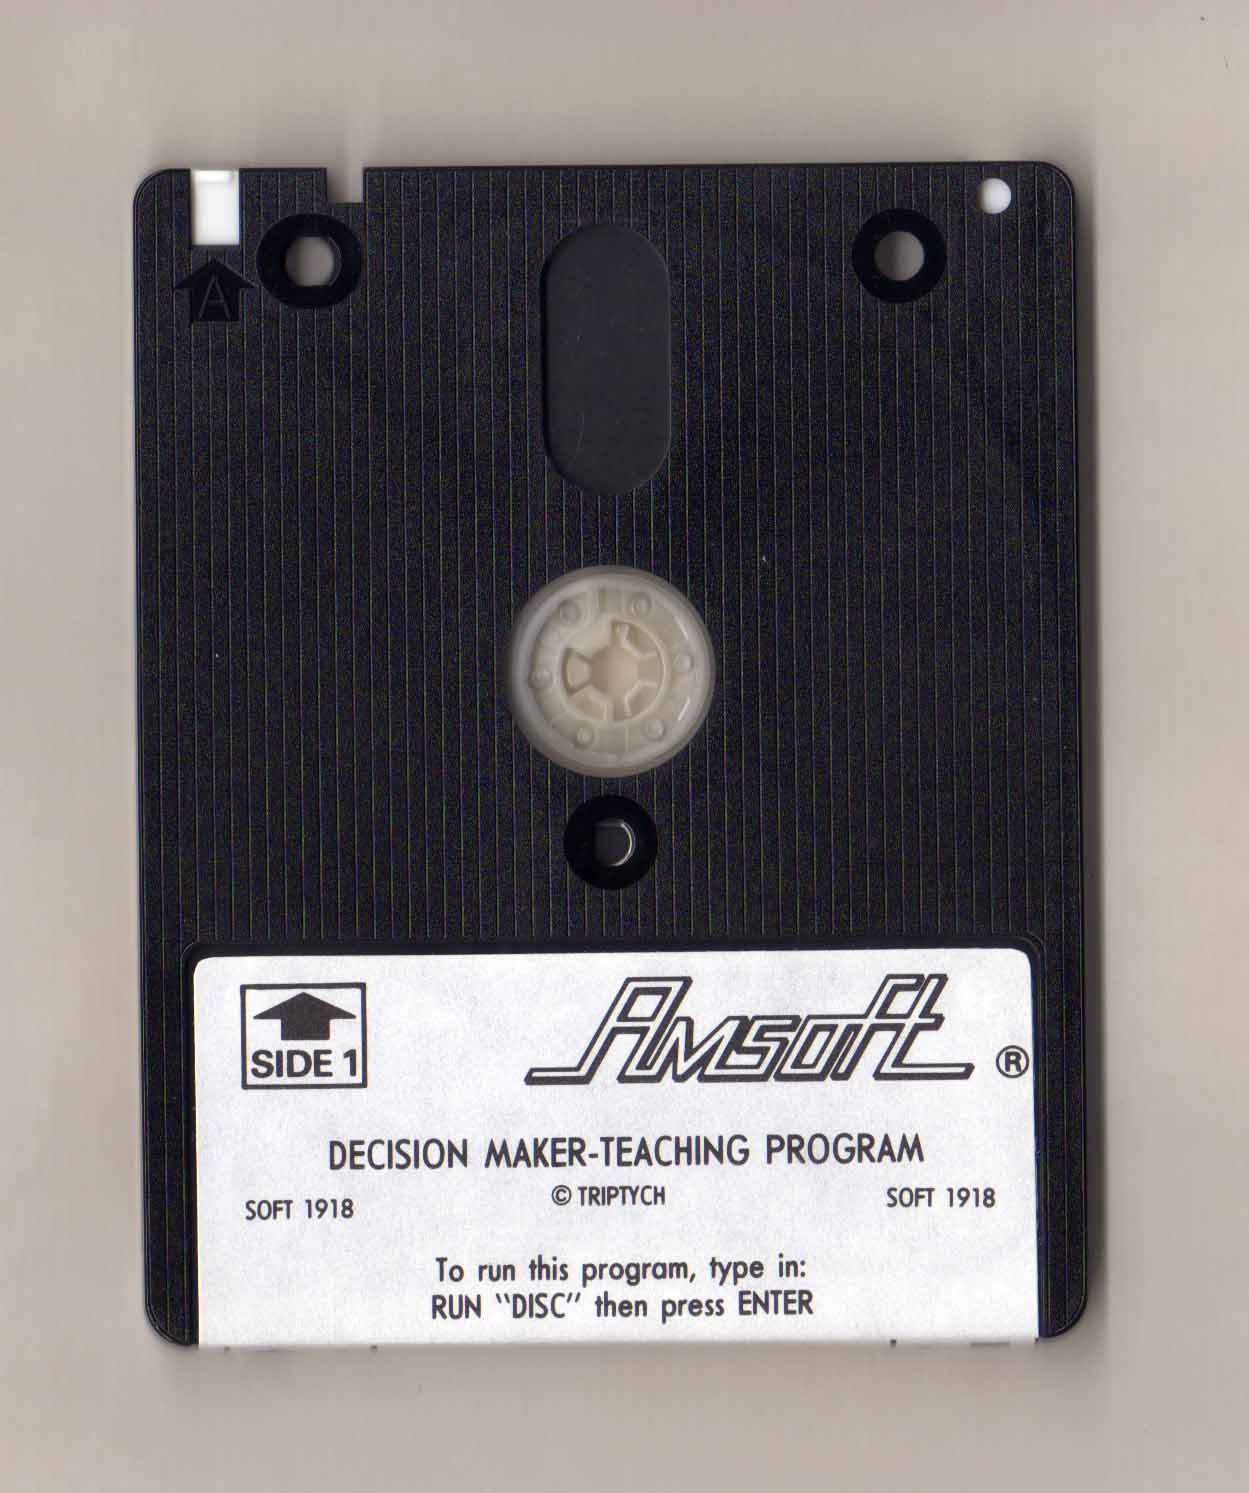 A
SIDE 1
Amsoft ®
DECISION MAKER-TEACHING PROGRAM
SOFT 1918 © TRIPTYCH SOFT 1918
To run this program, type in:
RUN "DISC" then press ENTER